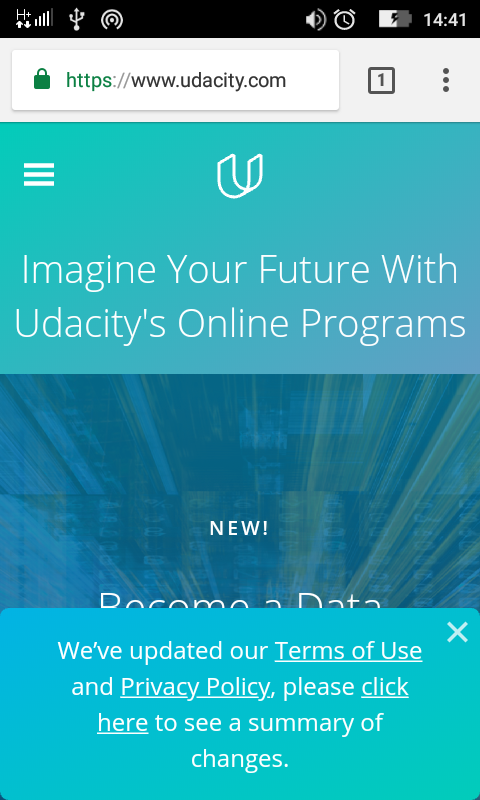 H+ 14:41
https://www.udacity.com 1
Imagine Your Future With
Udacity's Online Programs
NEW!
Become a Data
We've updated our Terms of Use
and Privacy Policy, please click
here to see a summary of
changes.